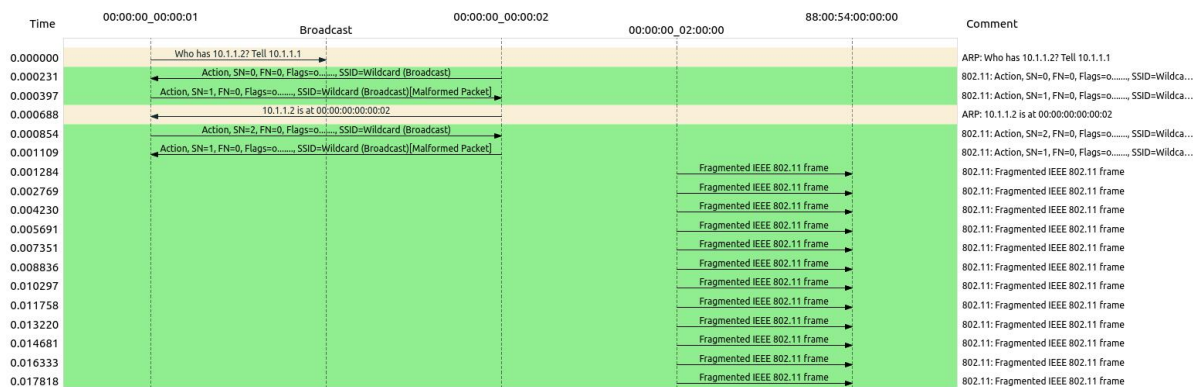 Time 00:00:00_00:00:01 Broadcast 00:00:00_00:00:02 00:00:00_02:00:00 88:00:54:00:00:00 Comment
0.000000 Who has 10.1.1.2? Tell 10.1.1.1 ARP: Who has 10.1.1.2? Tell 10.1.1.1
0.000231 Action, SN=0, FN=0, Flags=o......., SSID=Wildcard (Broadcast) 802.11: Action, SN=0, FN=0, Flags=o......., SSID=Wildca...
0.000397 Action, SN=1, FN=0, Flags=o......., SSID=Wildcard (Broadcast)[Malformed Packet] 802.11: Action, SN=1, FN=0, Flags=o......., SSID=Wildca...
0.000688 10.1.1.2 is at 00:00:00:00:00:02 ARP: 10.1.1.2 is at 00:00:00:00:00:02
0.000854 Action, SN=2, FN=0, Flags=o......., SSID=Wildcard (Broadcast) 802.11: Action, SN=2, FN=0, Flags=o......., SSID=Wildca...
0.001109 Action, SN=1, FN=0, Flags=o......., SSID=Wildcard (Broadcast)[Malformed Packet] 802.11: Action, SN=1, FN=0, Flags=o......., SSID=Wildca...
0.001284 Fragmented IEEE 802.11 frame 802.11: Fragmented IEEE 802.11 frame
0.002769 Fragmented IEEE 802.11 frame 802.11: Fragmented IEEE 802.11 frame
0.004230 Fragmented IEEE 802.11 frame 802.11: Fragmented IEEE 802.11 frame
0.005691 Fragmented IEEE 802.11 frame 802.11: Fragmented IEEE 802.11 frame
0.007351 Fragmented IEEE 802.11 frame 802.11: Fragmented IEEE 802.11 frame
0.008836 Fragmented IEEE 802.11 frame 802.11: Fragmented IEEE 802.11 frame
0.010297 Fragmented IEEE 802.11 frame 802.11: Fragmented IEEE 802.11 frame
0.011758 Fragmented IEEE 802.11 frame 802.11: Fragmented IEEE 802.11 frame
0.013220 Fragmented IEEE 802.11 frame 802.11: Fragmented IEEE 802.11 frame
0.014681 Fragmented IEEE 802.11 frame 802.11: Fragmented IEEE 802.11 frame
0.016333 Fragmented IEEE 802.11 frame 802.11: Fragmented IEEE 802.11 frame
0.017818 Fragmented IEEE 802.11 frame 802.11: Fragmented IEEE 802.11 frame